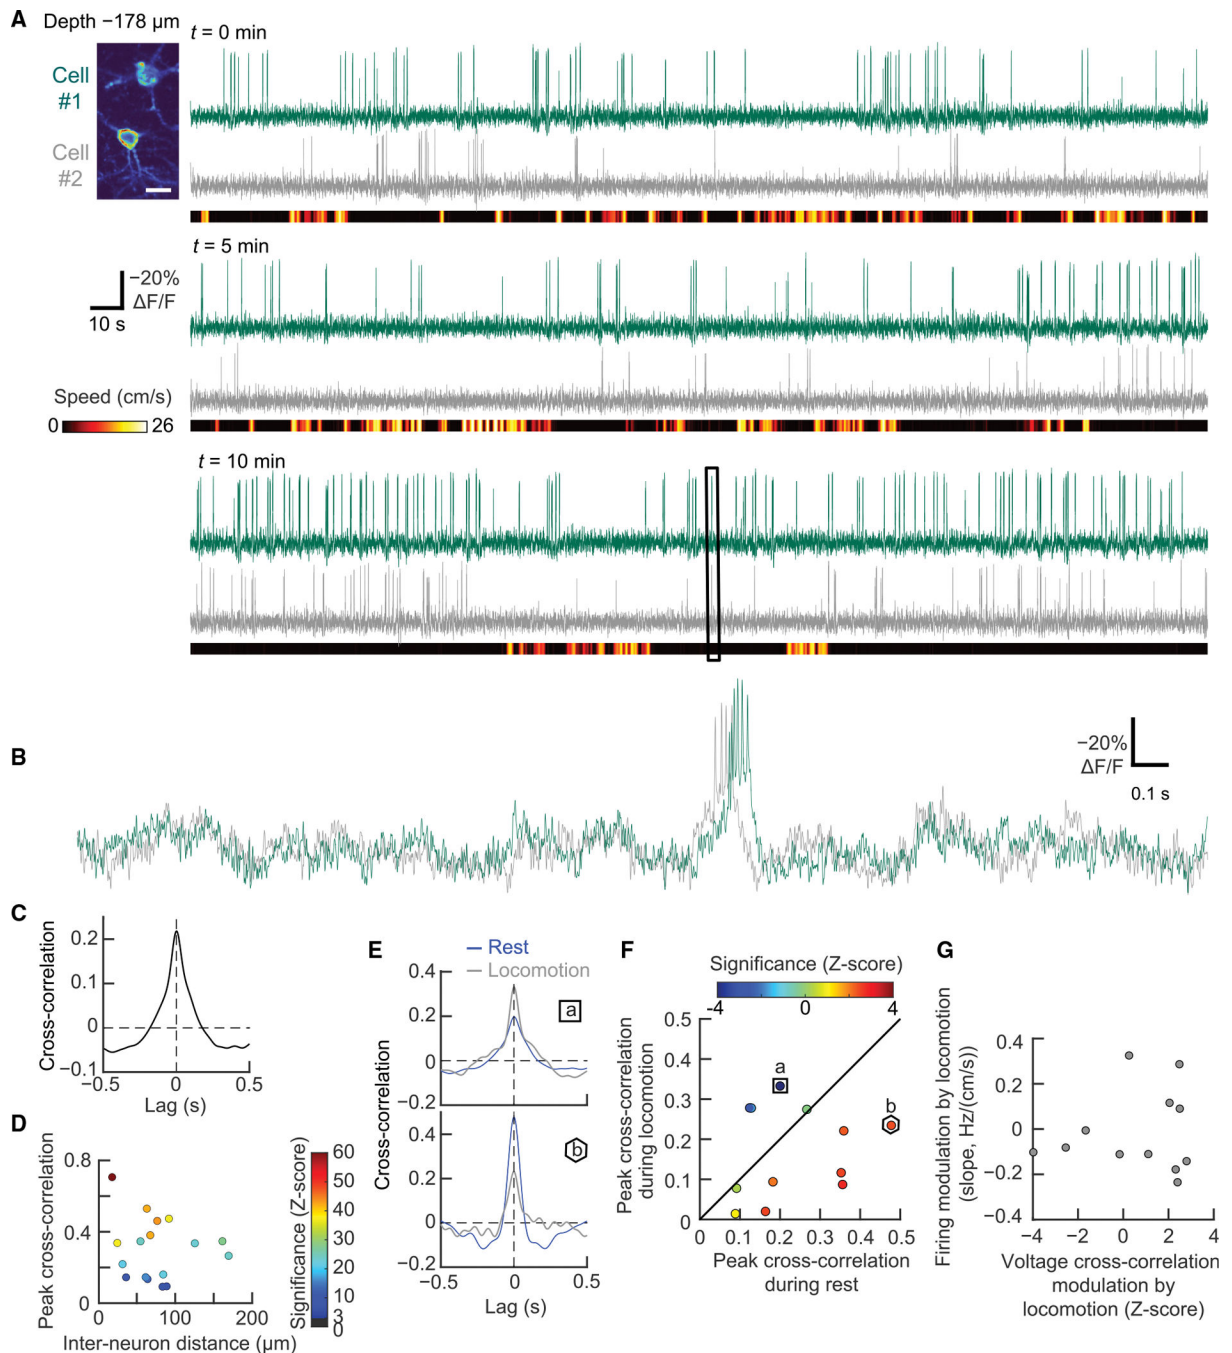 A
Depth −178 µm
Cell
#1
Cell
#2
t = 0 min
t = 5 min
−20%
ΔF/F
10 s
Speed (cm/s)
0
26
t = 10 min
B
−20%
ΔF/F
0.1 s
C
Cross-correlation
0.2
0.1
0
−0.1
−0.5
0
0.5
Lag (s)
D
Peak cross-correlation
0.8
0.4
0
0
100
200
Inter-neuron distance (µm)
Significance (Z-score)
60
50
40
30
20
10
3
0
E
Rest
Locomotion
Cross-correlation
0.4
0.2
0
−0.2
a
0.4
0.2
0
−0.2
b
−0.5
0
0.5
Lag (s)
F
Significance (Z-score)
−4
0
4
Peak cross-correlation
during locomotion
0.5
0.4
0.3
0.2
0.1
0
a
b
0
0.1
0.2
0.3
0.4
0.5
Peak cross-correlation
during rest
G
Firing modulation by locomotion
(slope, Hz/(cm/s))
0.4
0.2
0
−0.2
−0.4
−4
−2
0
2
4
Voltage cross-correlation
modulation by
locomotion (Z-score)